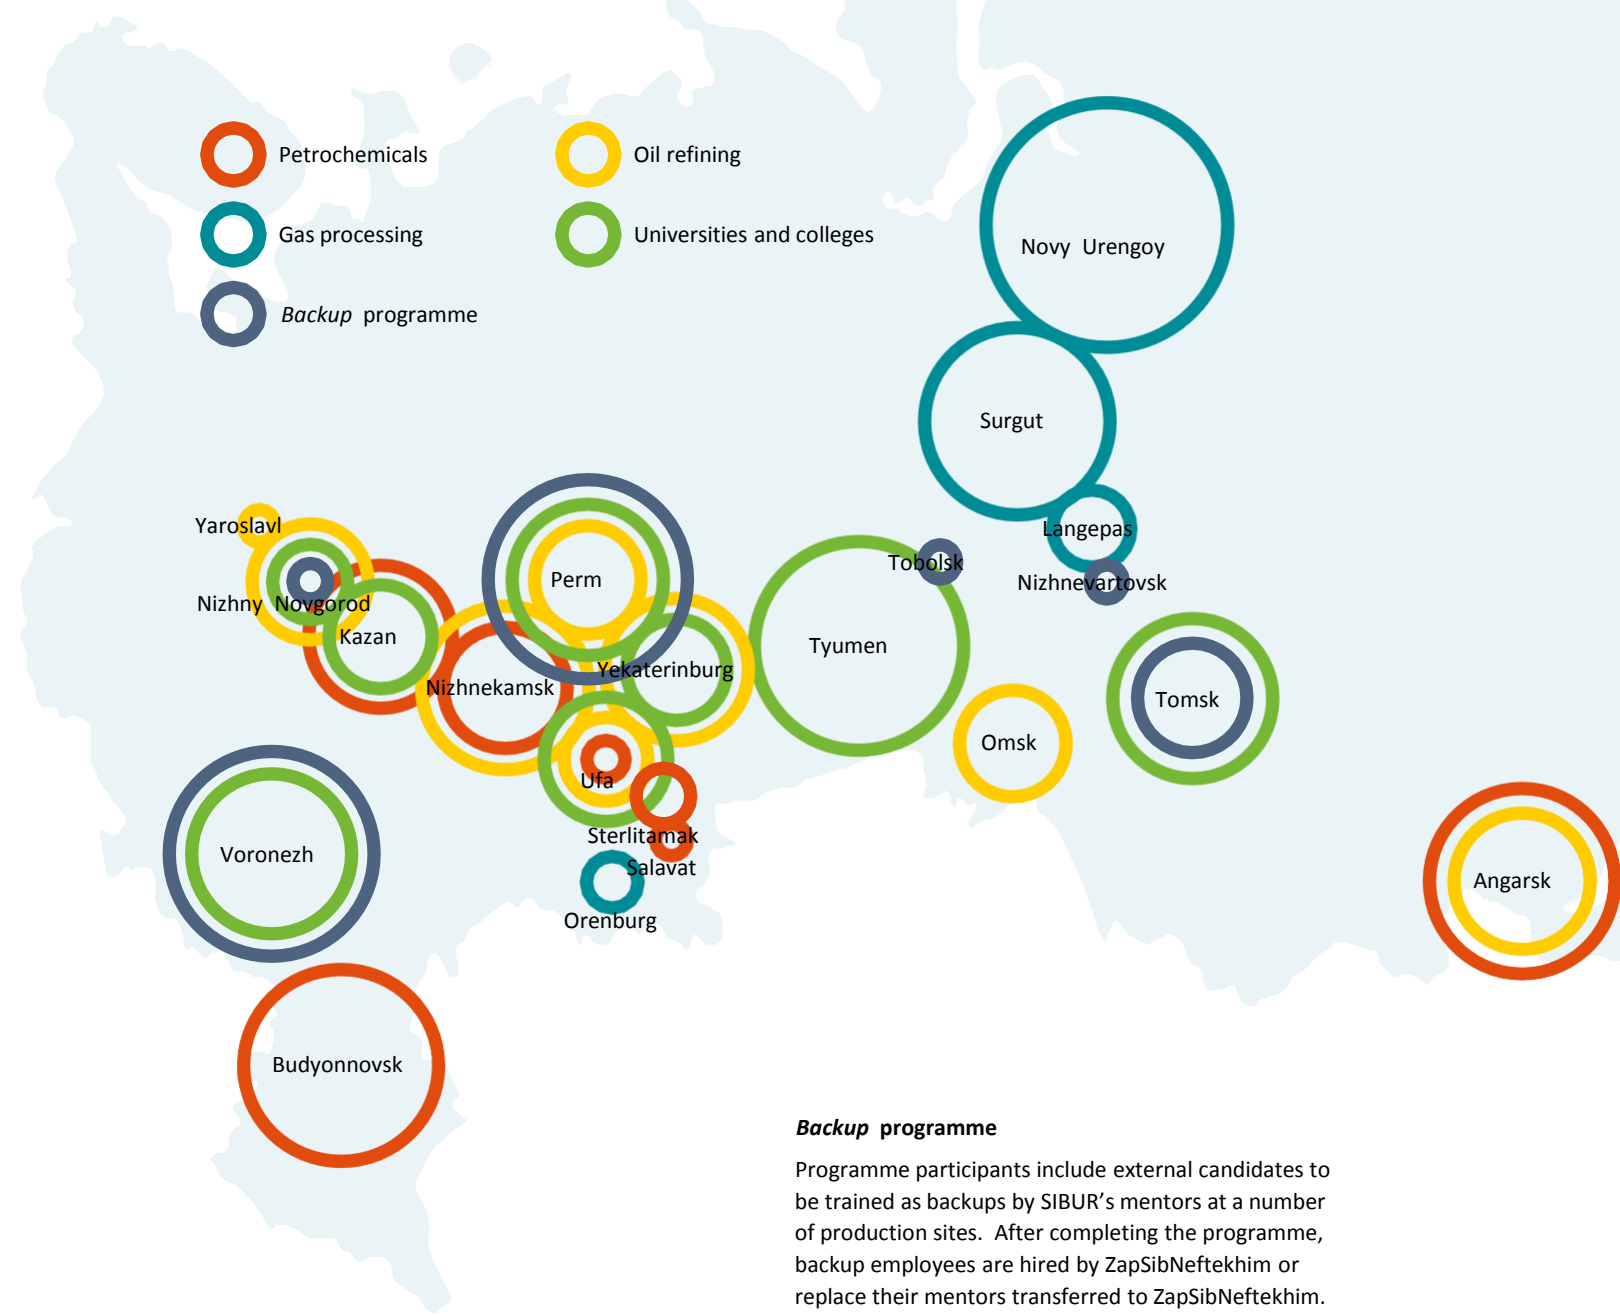 Petrochemicals
Oil refining
Gas processing
Universities and colleges
Backup programme
Novy Urengoy
Surgut
Yaroslavl
Langepas
Tobolsk
Perm
Nizhnevartovsk
Nizhny Novgorod
Kazan
Tyumen
Yekaterinburg
Nizhnekamsk
Tomsk
Omsk
Ufa
Sterlitamak
Voronezh
Salavat
Angarsk
Orenburg
Budyonnovsk
Backup programme
Programme participants include external candidates to
be trained as backups by SIBUR’s mentors at a number
of production sites. After completing the programme,
backup employees are hired by ZapSibNeftekhim or
replace their mentors transferred to ZapSibNeftekhim.